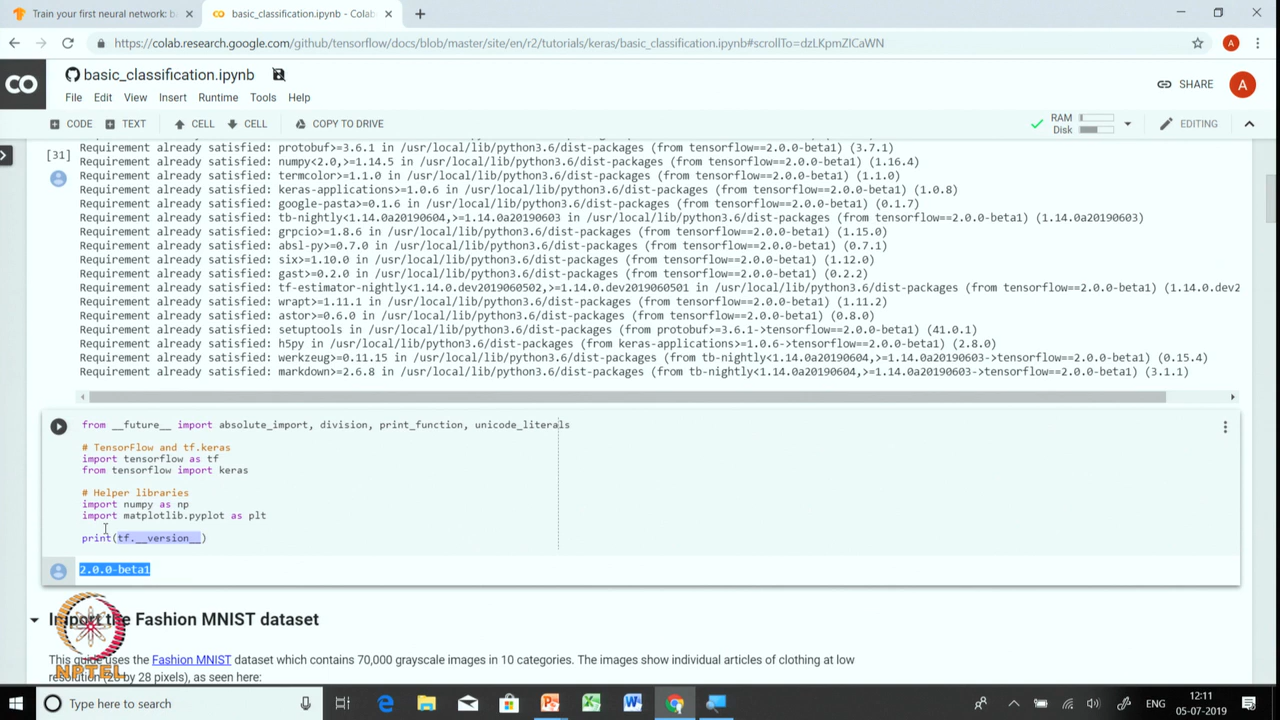 Train your first neural network: ba
basic_classification.ipynb - Colab
https://colab.research.google.com/github/tensorflow/docs/blob/master/site/en/r2/tutorials/keras/basic_classification.ipynb#scrollTo=dzLKpmZICaWN
A
CO
basic_classification.ipynb
SHARE
A
File Edit View Insert Runtime Tools Help
CODE TEXT CELL CELL COPY TO DRIVE
RAM
Disk
EDITING
[31]
Requirement already satisfied: protobuf>=3.6.1 in /usr/local/lib/python3.6/dist-packages (from tensorflow==2.0.0-beta1) (3.7.1)
Requirement already satisfied: numpy<2.0,>=1.14.5 in /usr/local/lib/python3.6/dist-packages (from tensorflow==2.0.0-beta1) (1.16.4)
Requirement already satisfied: termcolor>=1.1.0 in /usr/local/lib/python3.6/dist-packages (from tensorflow==2.0.0-beta1) (1.1.0)
Requirement already satisfied: keras-applications>=1.0.6 in /usr/local/lib/python3.6/dist-packages (from tensorflow==2.0.0-beta1) (1.0.8)
Requirement already satisfied: google-pasta>=0.1.6 in /usr/local/lib/python3.6/dist-packages (from tensorflow==2.0.0-beta1) (0.1.7)
Requirement already satisfied: tb-nightly<1.14.0a20190604,>=1.14.0a20190603 in /usr/local/lib/python3.6/dist-packages (from tensorflow==2.0.0-beta1) (1.14.0a20190603)
Requirement already satisfied: grpcio>=1.8.6 in /usr/local/lib/python3.6/dist-packages (from tensorflow==2.0.0-beta1) (1.15.0)
Requirement already satisfied: absl-py>=0.7.0 in /usr/local/lib/python3.6/dist-packages (from tensorflow==2.0.0-beta1) (0.7.1)
Requirement already satisfied: six>=1.10.0 in /usr/local/lib/python3.6/dist-packages (from tensorflow==2.0.0-beta1) (1.12.0)
Requirement already satisfied: gast>=0.2.0 in /usr/local/lib/python3.6/dist-packages (from tensorflow==2.0.0-beta1) (0.2.2)
Requirement already satisfied: tf-estimator-nightly<1.14.0.dev2019060502,>=1.14.0.dev2019060501 in /usr/local/lib/python3.6/dist-packages (from tensorflow==2.0.0-beta1) (1.14.0.dev2
Requirement already satisfied: wrapt>=1.11.1 in /usr/local/lib/python3.6/dist-packages (from tensorflow==2.0.0-beta1) (1.11.2)
Requirement already satisfied: astor>=0.6.0 in /usr/local/lib/python3.6/dist-packages (from tensorflow==2.0.0-beta1) (0.8.0)
Requirement already satisfied: setuptools in /usr/local/lib/python3.6/dist-packages (from protobuf>=3.6.1->tensorflow==2.0.0-beta1) (41.0.1)
Requirement already satisfied: h5py in /usr/local/lib/python3.6/dist-packages (from keras-applications>=1.0.6->tensorflow==2.0.0-beta1) (2.8.0)
Requirement already satisfied: werkzeug>=0.11.15 in /usr/local/lib/python3.6/dist-packages (from tb-nightly<1.14.0a20190604,>=1.14.0a20190603->tensorflow==2.0.0-beta1) (0.15.4)
Requirement already satisfied: markdown>=2.6.8 in /usr/local/lib/python3.6/dist-packages (from tb-nightly<1.14.0a20190604,>=1.14.0a20190603->tensorflow==2.0.0-beta1) (3.1.1)
from __future__ import absolute_import, division, print_function, unicode_literals
# TensorFlow and tf.keras
import tensorflow as tf
from tensorflow import keras
# Helper libraries
import numpy as np
import matplotlib.pyplot as plt
print(tf.__version__)
2.0.0-beta1
Import the Fashion MNIST dataset
This guide uses the Fashion MNIST dataset which contains 70,000 grayscale images in 10 categories. The images show individual articles of clothing at low
resolution (28 by 28 pixels), as seen here:
NPTEL
Type here to search
ENG
12:11
05-07-2019